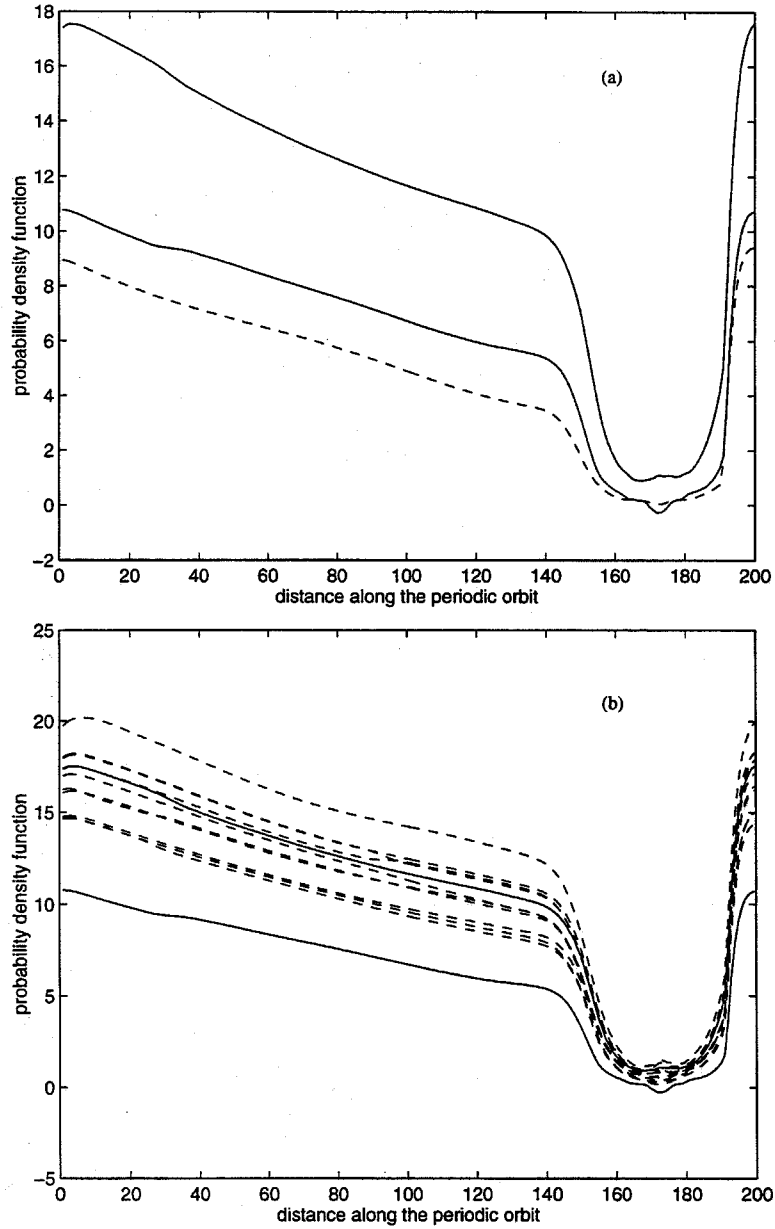 18
16
14
12
10
8
6
4
2
0
−2
probability density function
(a)
0 20 40 60 80 100 120 140 160 180 200
distance along the periodic orbit
25
20
15
10
5
0
−5
probability density function
(b)
0 20 40 60 80 100 120 140 160 180 200
distance along the periodic orbit